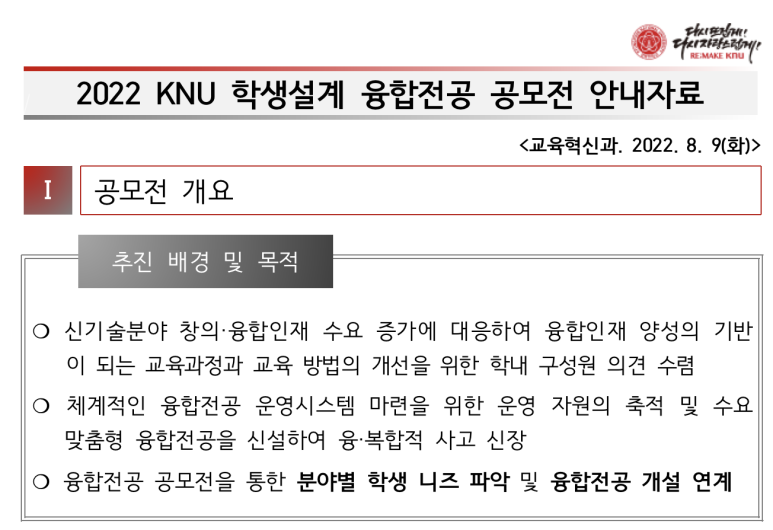 다시뜨겁게!
다시자랑스럽게!
RE:MAKE KNU
2022 KNU 학생설계 융합전공 공모전 안내자료
<교육혁신과. 2022. 8. 9(화)>
Ⅰ 공모전 개요
추진 배경 및 목적
❍ 신기술분야 창의·융합인재 수요 증가에 대응하여 융합인재 양성의 기반
이 되는 교육과정과 교육 방법의 개선을 위한 학내 구성원 의견 수렴
❍ 체계적인 융합전공 운영시스템 마련을 위한 운영 자원의 축적 및 수요
맞춤형 융합전공을 신설하여 융·복합적 사고 신장
❍ 융합전공 공모전을 통한 분야별 학생 니즈 파악 및 융합전공 개설 연계